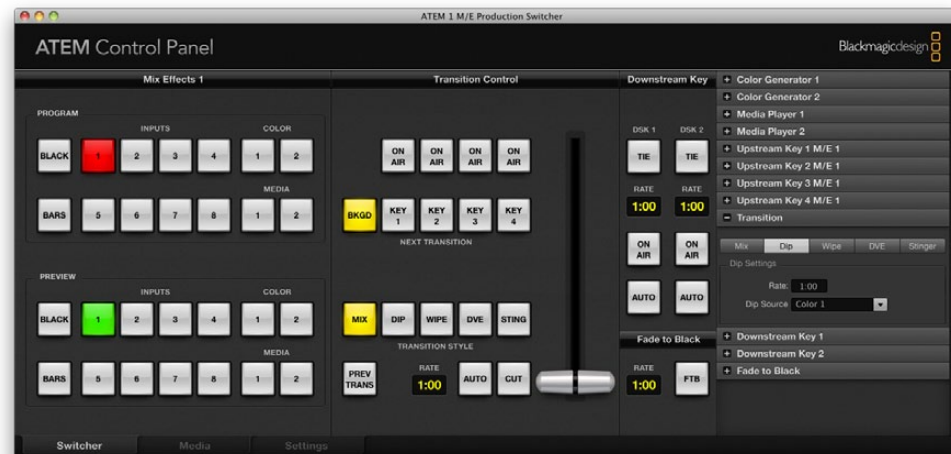 ATEM 1 M/E Production Switcher
ATEM Control Panel
Blackmagicdesign
Mix Effects 1
PROGRAM
INPUTS COLOR
BLACK 1 2 3 4 1 2
MEDIA
BARS 5 6 7 8 1 2
PREVIEW
INPUTS COLOR
BLACK 1 2 3 4 1 2
MEDIA
BARS 5 6 7 8 1 2
Transition Control
ON AIR ON AIR ON AIR ON AIR
BKGD KEY 1 KEY 2 KEY 3 KEY 4
NEXT TRANSITION
MIX DIP WIPE DVE STING
TRANSITION STYLE
RATE
PREV TRANS 1:00 AUTO CUT
Downstream Key
DSK 1 DSK 2
TIE TIE
RATE RATE
1:00 1:00
ON AIR ON AIR
AUTO AUTO
Fade to Black
RATE
1:00 FTB
Color Generator 1
Color Generator 2
Media Player 1
Media Player 2
Upstream Key 1 M/E 1
Upstream Key 2 M/E 1
Upstream Key 3 M/E 1
Upstream Key 4 M/E 1
Transition
Mix Dip Wipe DVE Stinger
Dip Settings
Rate: 1:00
Dip Source Color 1
Downstream Key 1
Downstream Key 2
Fade to Black
Switcher Media Settings